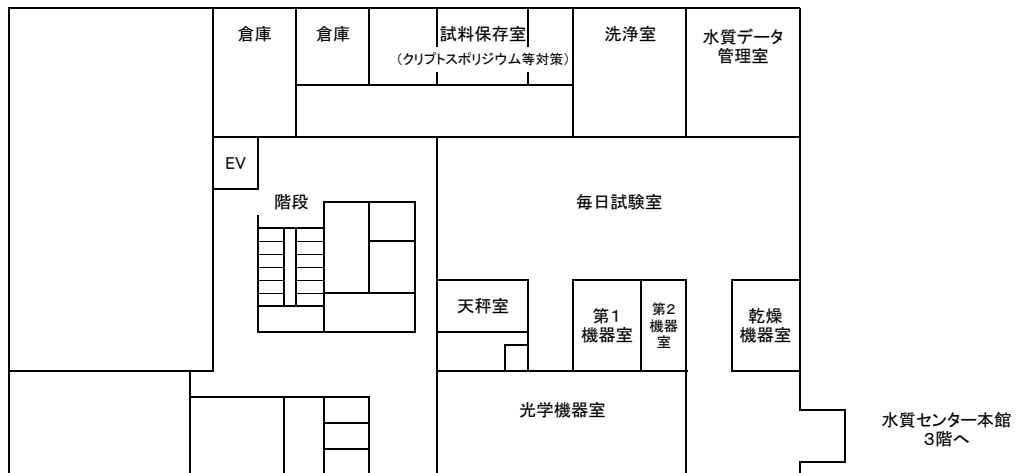 倉庫
倉庫
試料保存室
(クリプトスポリジウム等対策)
洗浄室
水質データ
管理室
EV
階段
毎日試験室
天秤室
第1
機器室
第2
機器
室
乾燥
機器室
光学機器室
水質センター本館
3階へ